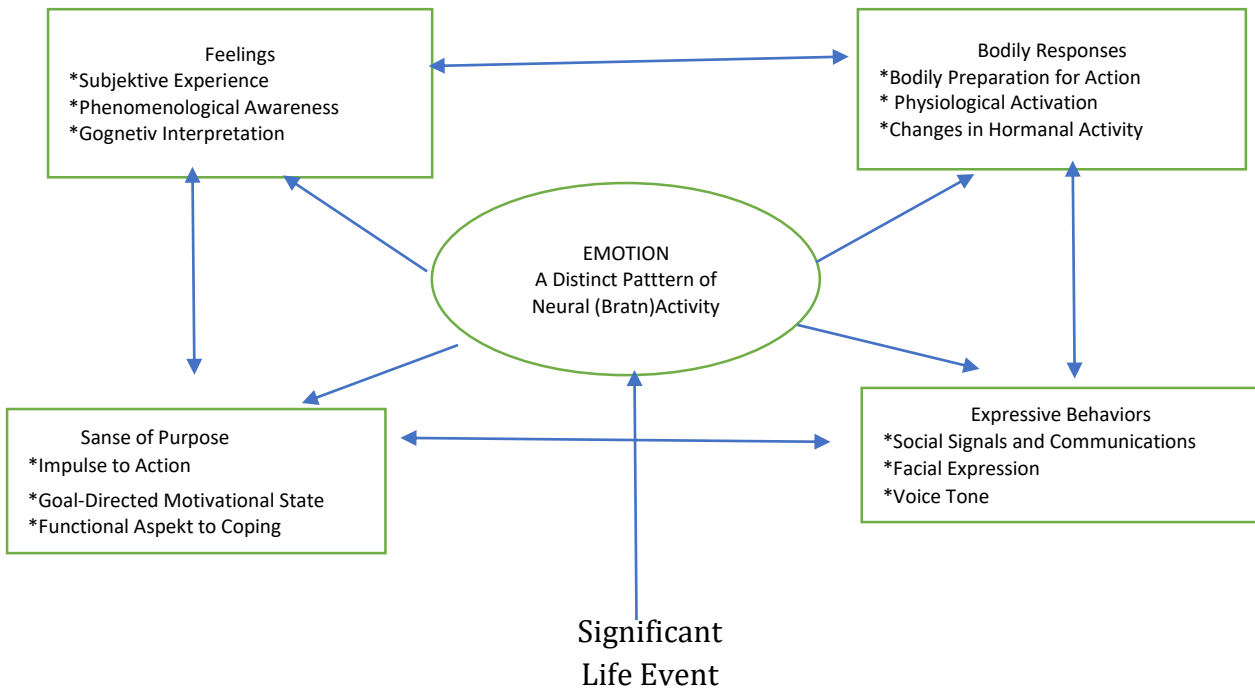 Feelings
*Subjektive Experience
*Phenomenological Awareness
*Gognetiv Interpretation
Bodily Responses
*Bodily Preparation for Action
* Physiological Activation
*Changes in Hormanal Activity
EMOTION
A Distinct Patttern of
Neural (Bratn)Activity
Sanse of Purpose
*Impulse to Action
*Goal-Directed Motivational State
*Functional Aspekt to Coping
Expressive Behaviors
*Social Signals and Communications
*Facial Expression
*Voice Tone
Significant
Life Event